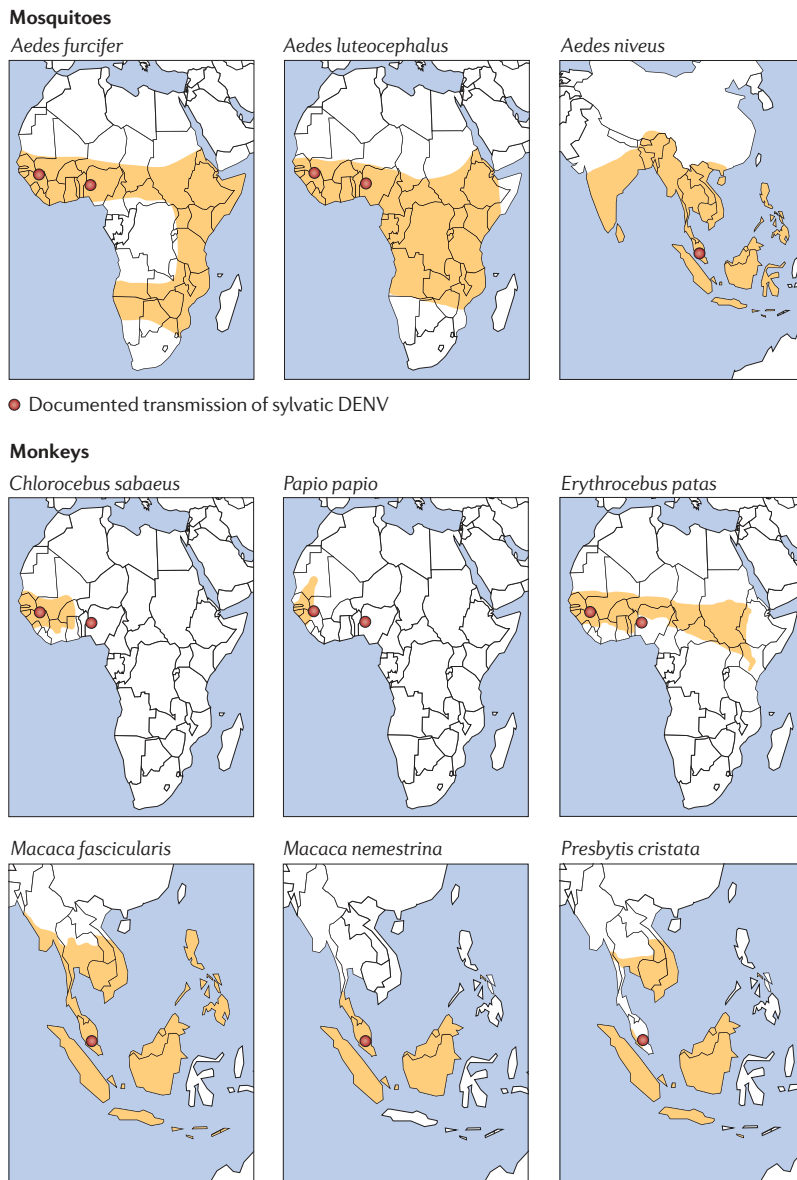 Mosquitoes
Aedes furcifer
Aedes luteocephalus
Aedes niveus
Documented transmission of sylvatic DENV
Monkeys
Chlorocebus sabaeus
Papio papio
Erythrocebus patas
Macaca fascicularis
Macaca nemestrina
Presbytis cristata